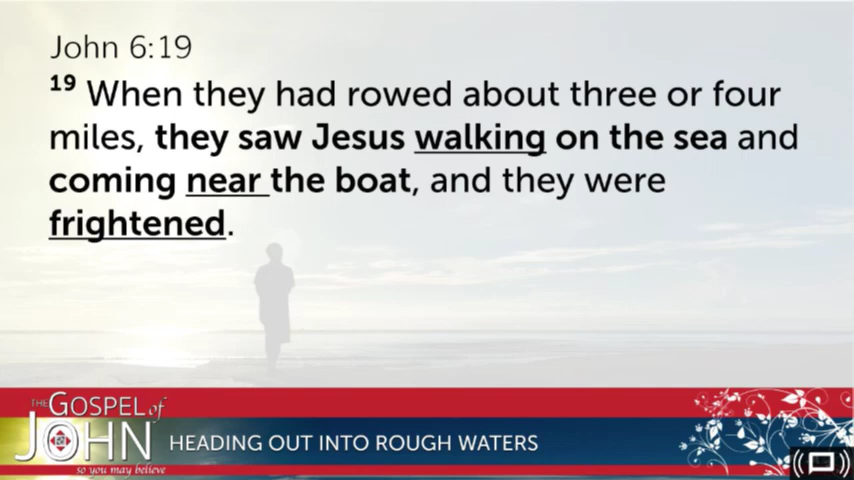 John 6:19
19 When they had rowed about three or four
miles, they saw Jesus walking on the sea and
coming near the boat, and they were
frightened.
THE GOSPEL of
JOHN
so you may believe
HEADING OUT INTO ROUGH WATERS